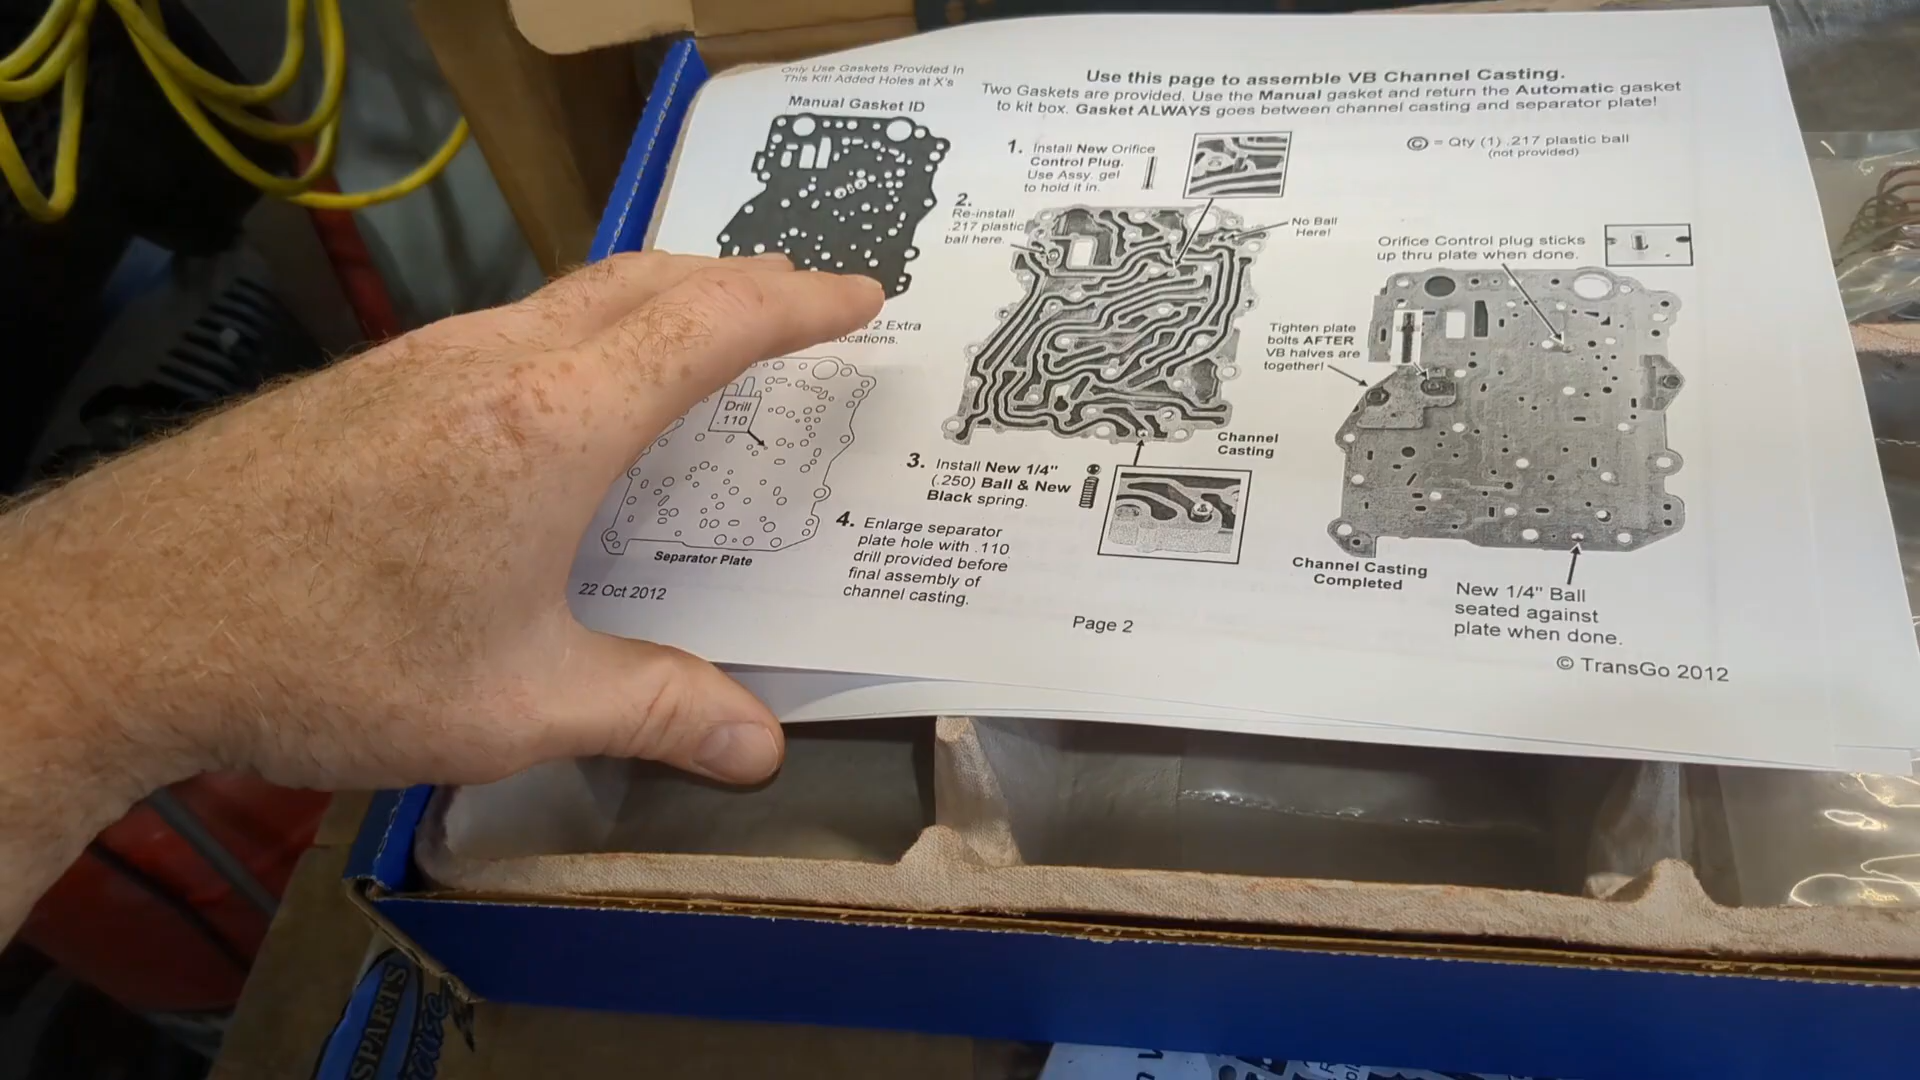 Only Use Gaskets Provided In
This Kit! Added Holes at X's
Manual Gasket ID
2 Extra
ocations.
Drill
.110
Separator Plate
22 Oct 2012
Use this page to assemble VB Channel Casting.
Two Gaskets are provided. Use the Manual gasket and return the Automatic gasket
to kit box. Gasket ALWAYS goes between channel casting and separator plate!
1. Install New Orifice
Control Plug.
Use Assy. gel
to hold it in.
2.
Re-install
.217 plastic
ball here.
No Ball
Here!
Channel
Casting
3. Install New 1/4"
(.250) Ball & New
Black spring.
4. Enlarge separator
plate hole with .110
drill provided before
final assembly of
channel casting.
Page 2
© = Qty (1) .217 plastic ball
(not provided)
Orifice Control plug sticks
up thru plate when done.
Tighten plate
bolts AFTER
VB halves are
together!
Channel Casting
Completed
New 1/4" Ball
seated against
plate when done.
© TransGo 2012
SPARTS